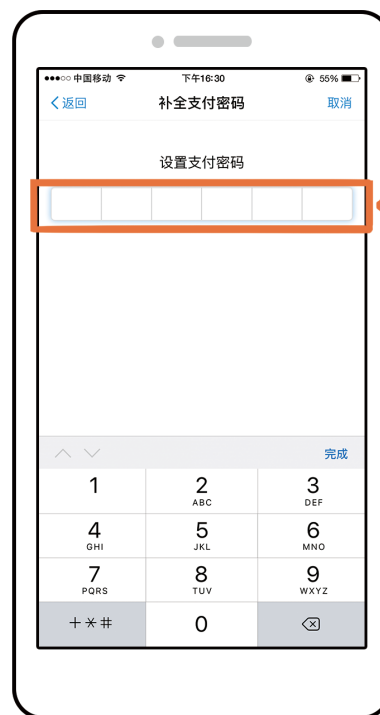 中国移动 下午16:30 55%
返回 补全支付密码 取消
设置支付密码
完成
1 2 3
ABC DEF
4 5 6
GHI JKL MNO
7 8 9
PQRS TUV WXYZ
+*# 0